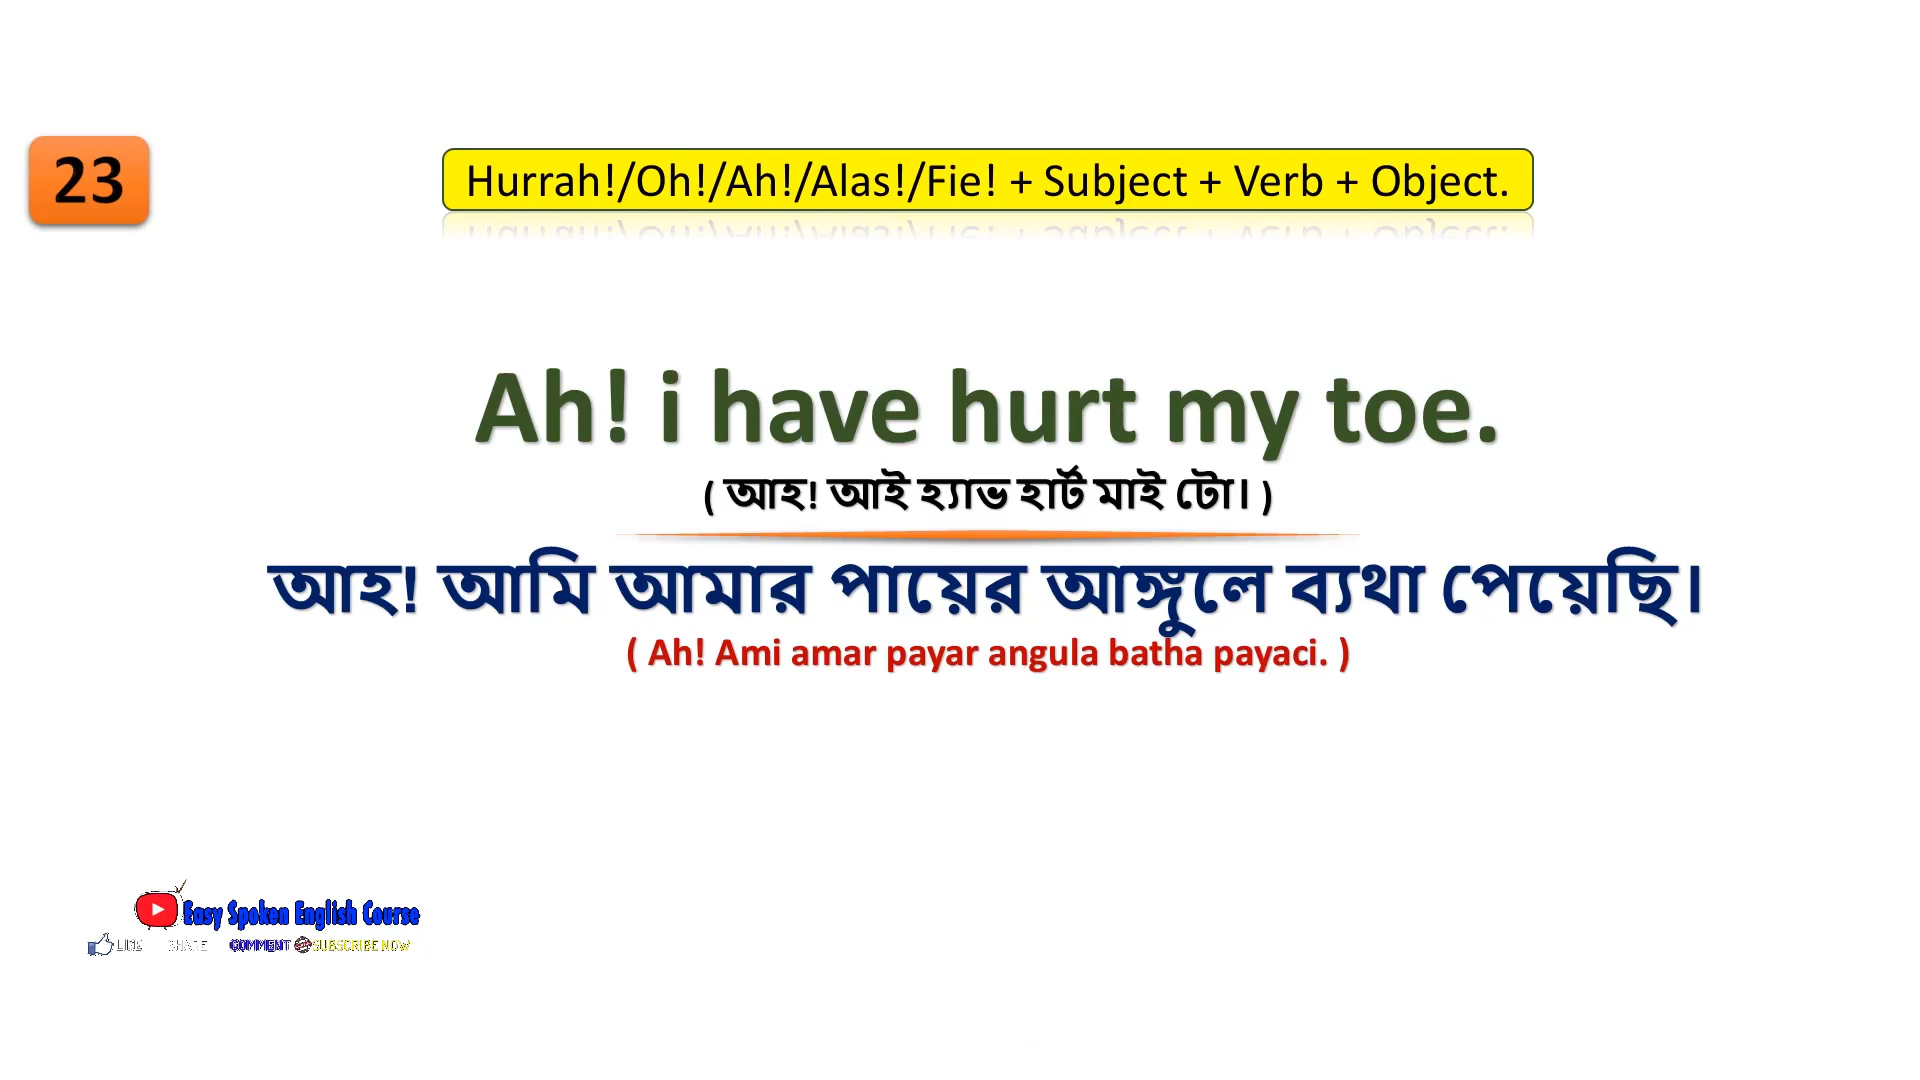 23
Hurrah!/Oh!/Ah!/Alas!/Fie! + Subject + Verb + Object.
Ah! i have hurt my toe.
( আহ! আই হ্যাভ হার্ট মাই টো। )
আহ! আমি আমার পায়ের আঙ্গুলে ব্যথা পেয়েছি।
( Ah! Ami amar payar angula batha payaci. )
Easy Spoken English Course
LIKE SHARE COMMENT SUBSCRIBE NOW